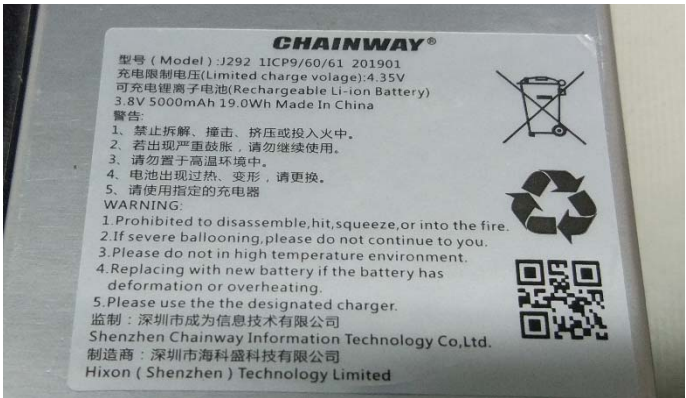 CHAINWAY®
型号 ( Model ) :J292 1ICP9/60/61 201901
充电限制电压(Limited charge volage):4.35V
可充电锂离子电池(Rechargeable Li-ion Battery)
3.8V 5000mAh 19.0Wh Made In China
警告:
1、禁止拆解、撞击、挤压或投入火中。
2、若出现严重鼓胀，请勿继续使用。
3、请勿置于高温环境中。
4、电池出现过热、变形，请更换。
5、请使用指定的充电器
WARNING:
1.Prohibited to disassemble,hit,squeeze,or into the fire.
2.If severe ballooning,please do not continue to you.
3.Please do not in high temperature environment.
4.Replacing with new battery if the battery has
deformation or overheating.
5.Please use the the designated charger.
监制：深圳市成为信息技术有限公司
Shenzhen Chainway Information Technology Co,Ltd.
制造商：深圳市海科盛科技有限公司
Hixon ( Shenzhen ) Technology Limited